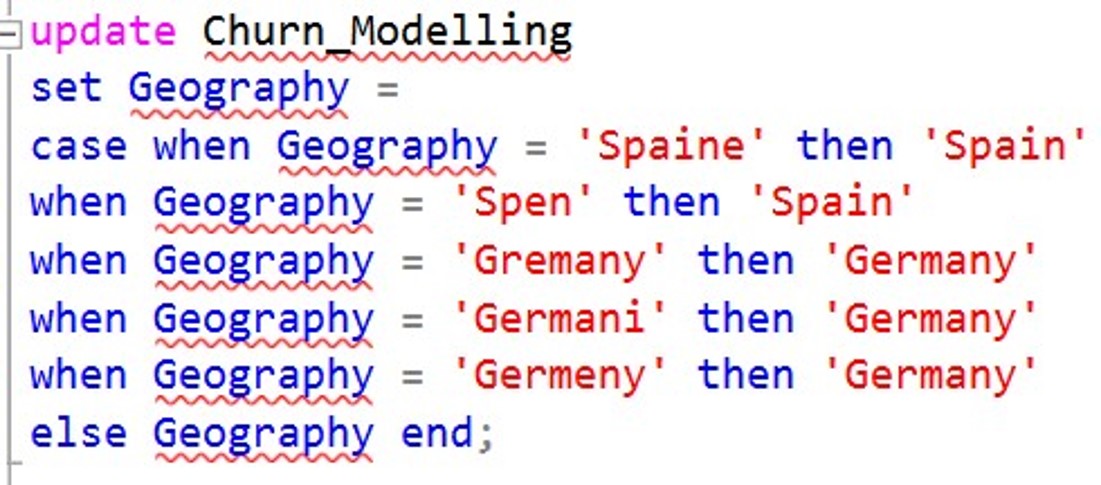 update Churn_Modelling
set Geography =
case when Geography = 'Spaine' then 'Spain'
when Geography = 'Spen' then 'Spain'
when Geography = 'Gremany' then 'Germany'
when Geography = 'Germani' then 'Germany'
when Geography = 'Germeny' then 'Germany'
else Geography end;